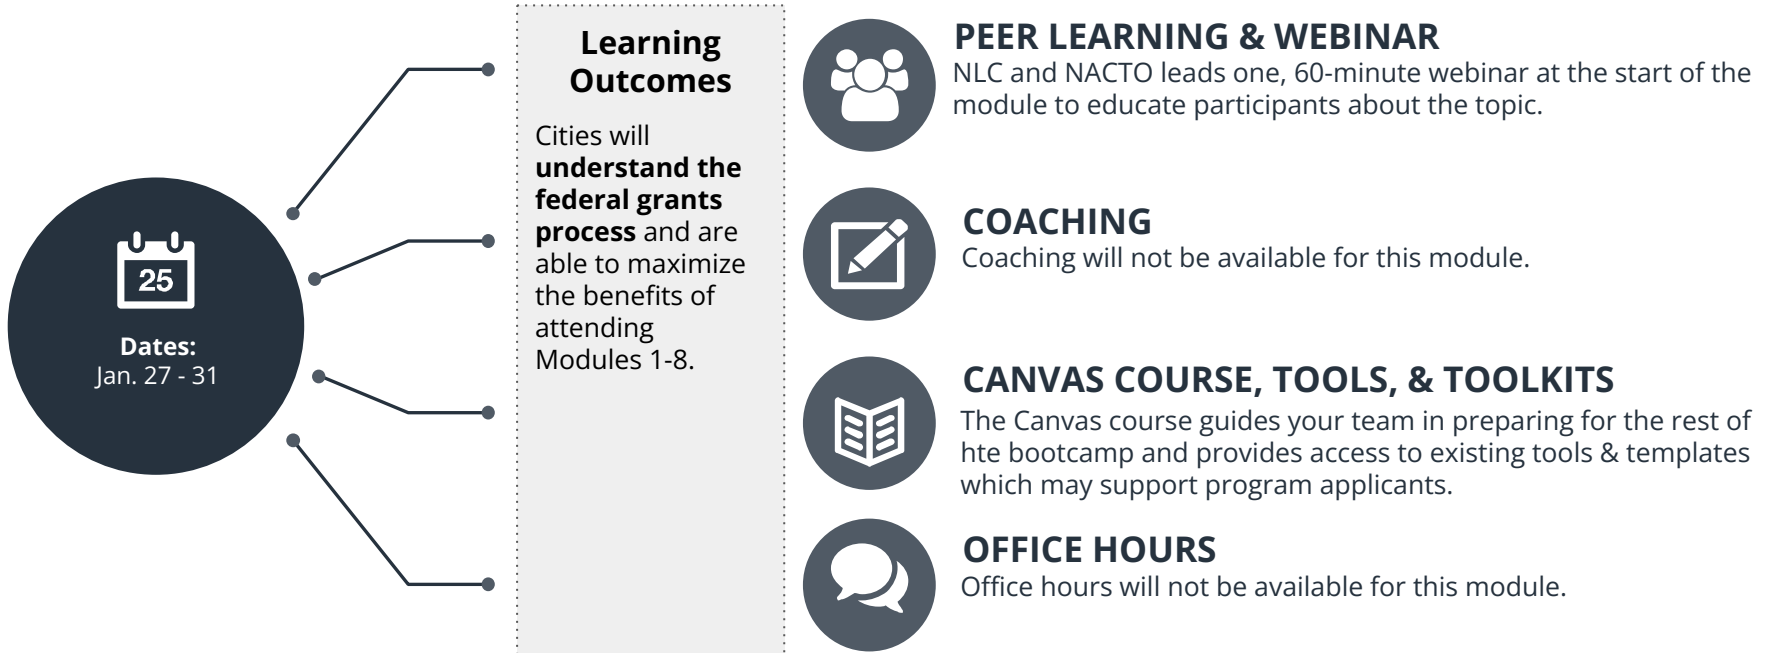 25
Dates:
Jan. 27 - 31
Learning
Outcomes
Cities will
understand the
federal grants
process and are
able to maximize
the benefits of
attending
Modules 1-8.
PEER LEARNING & WEBINAR
NLC and NACTO leads one, 60-minute webinar at the start of the
module to educate participants about the topic.
COACHING
Coaching will not be available for this module.
CANVAS COURSE, TOOLS, & TOOLKITS
The Canvas course guides your team in preparing for the rest of
hte bootcamp and provides access to existing tools & templates
which may support program applicants.
OFFICE HOURS
Office hours will not be available for this module.